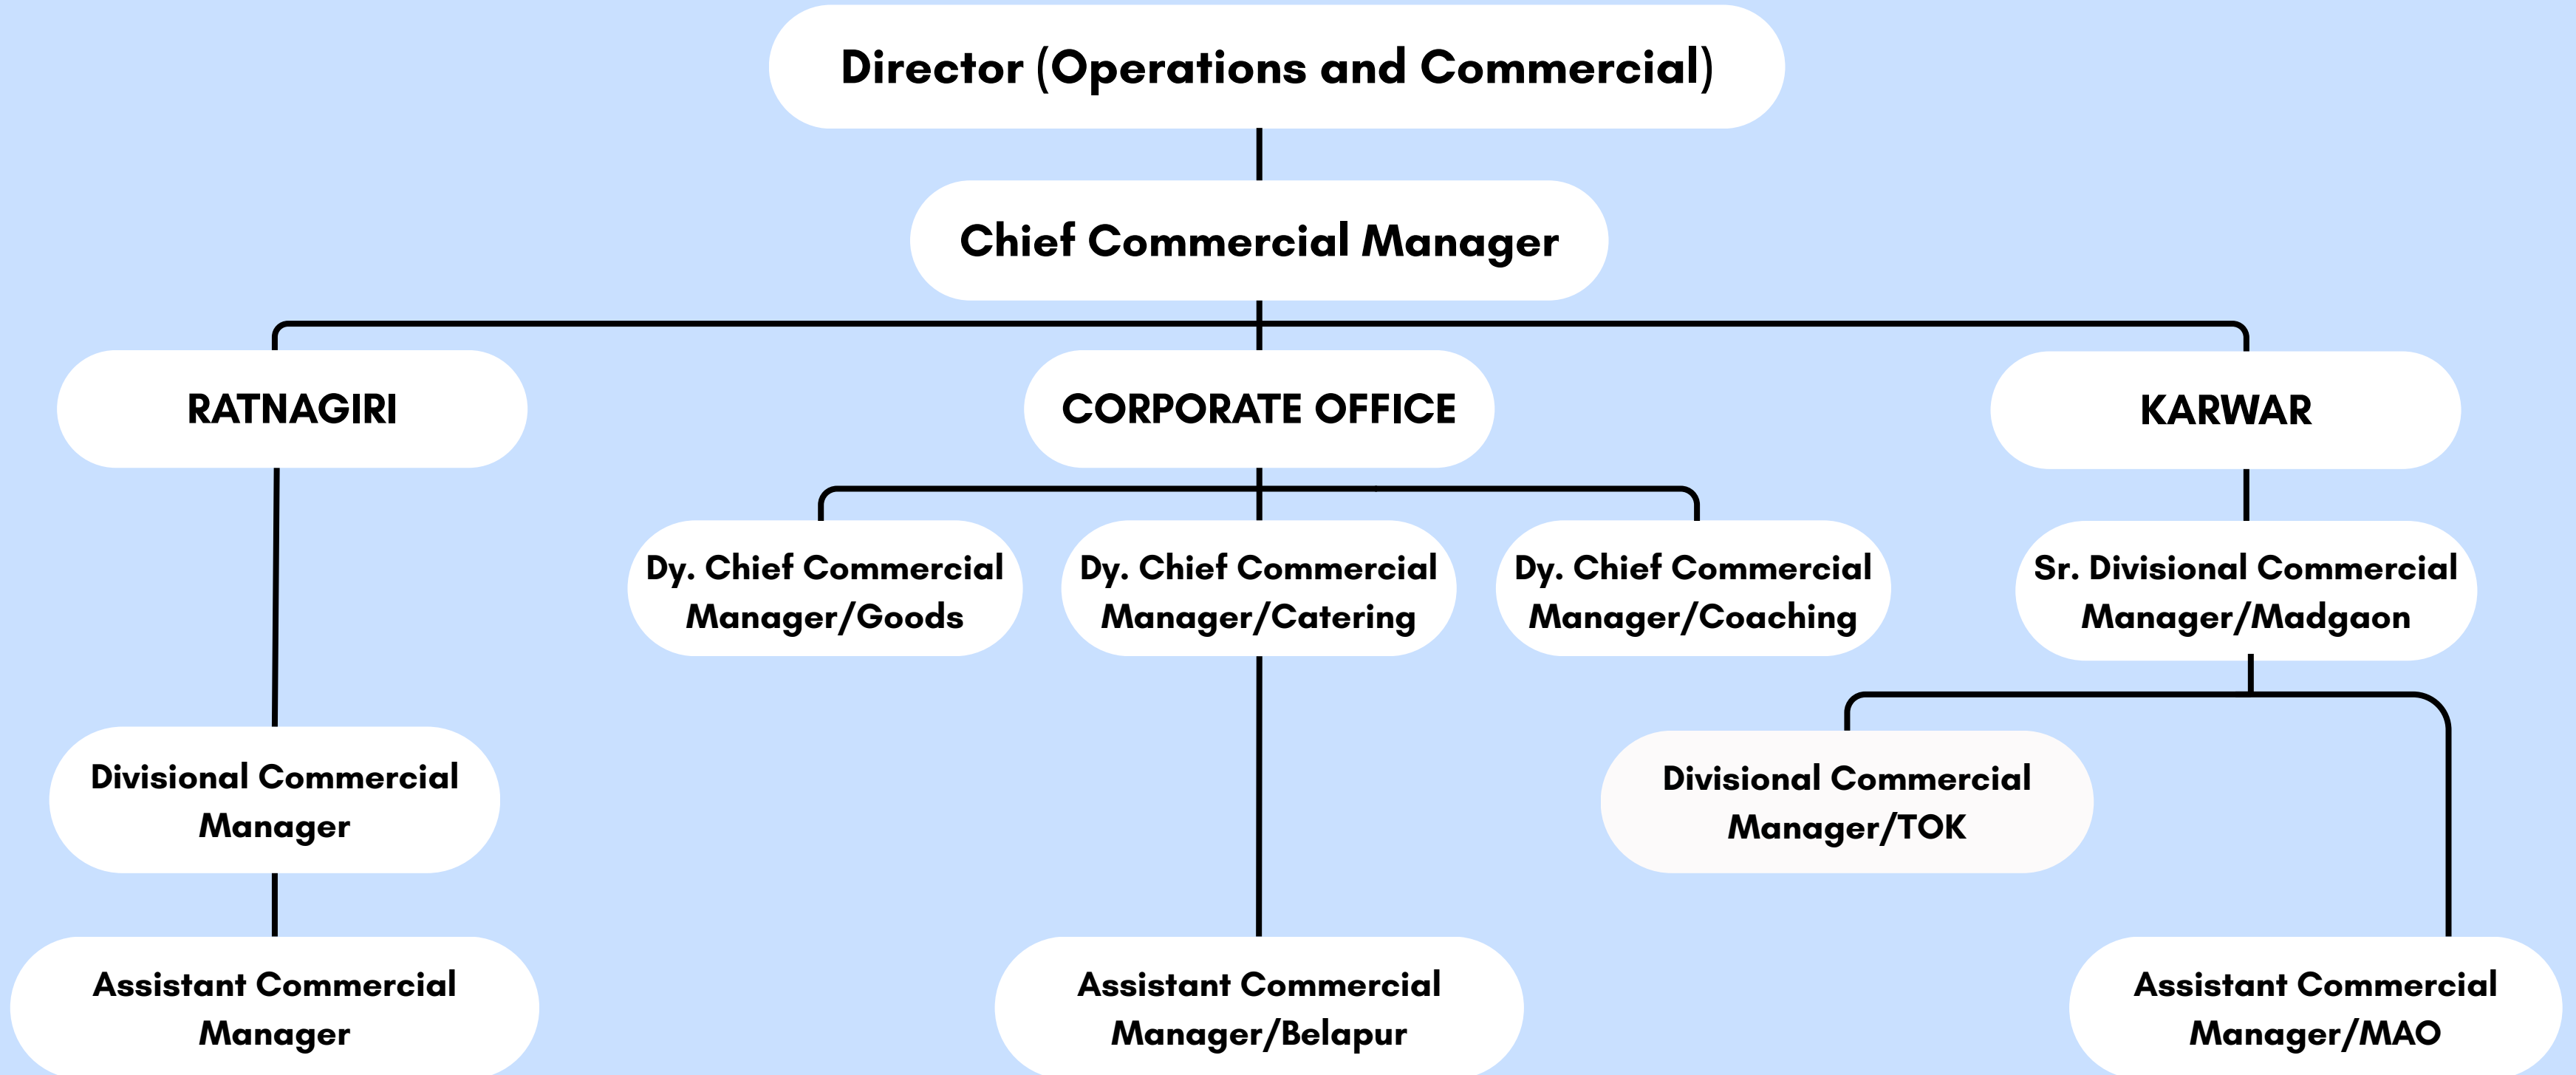 Director (Operations and Commercial)
Chief Commercial Manager
RATNAGIRI
CORPORATE OFFICE
KARWAR
Dy. Chief Commercial
Manager/Goods
Dy. Chief Commercial
Manager/Catering
Dy. Chief Commercial
Manager/Coaching
Sr. Divisional Commercial
Manager/Madgaon
Divisional Commercial
Manager
Divisional Commercial
Manager/TOK
Assistant Commercial
Manager
Assistant Commercial
Manager/Belapur
Assistant Commercial
Manager/MAO